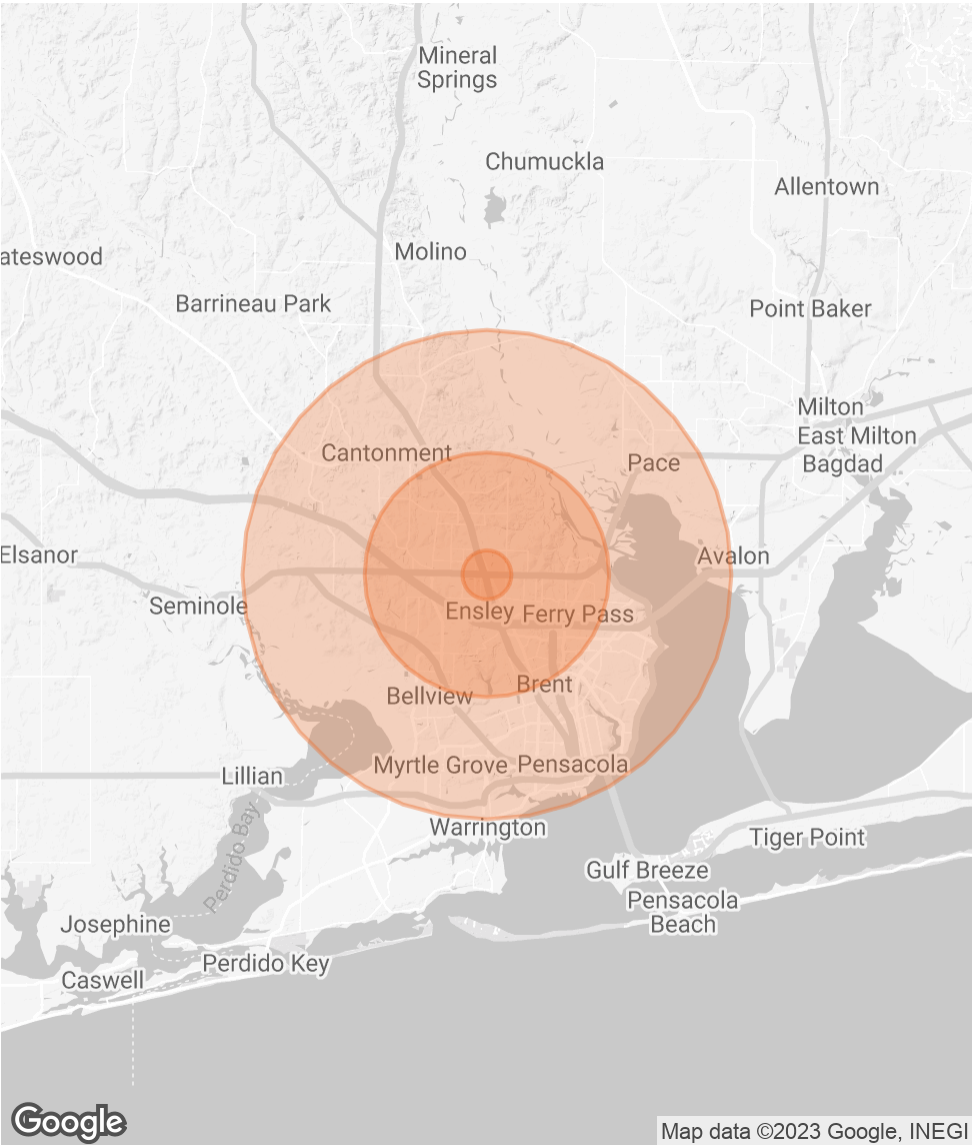 Mineral
Springs
Chumuckla
Allentown
Molino
ateswood
Barrineau Park
Point Baker
Milton
East Milton
Cantonment
Pace
Bagdad
Elsanor
Avalon
Seminole
Ensley
Ferry Pass
Brent
Bellview
Myrtle Grove
Pensacola
Lillian
Warrington
Perdido Bay
Tiger Point
Gulf Breeze
Pensacola
Beach
Josephine
Perdido Key
Caswell
Google
Map data ©2023 Google, INEGI